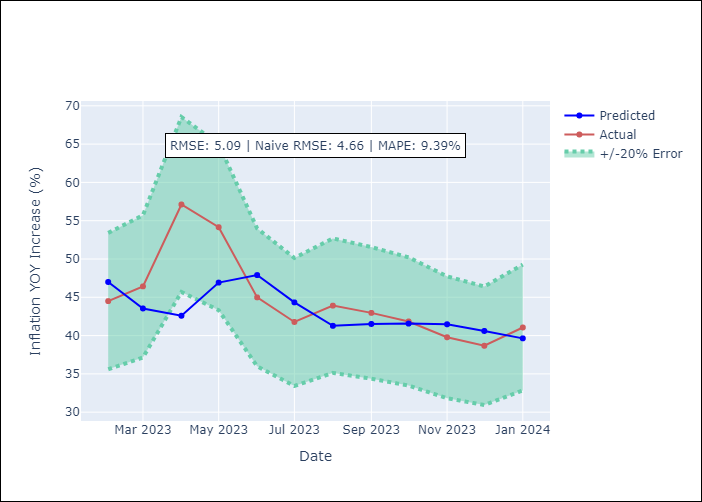 70
65
60
55
50
45
40
35
30
Inflation YOY Increase (%)
RMSE: 5.09 | Naive RMSE: 4.66 | MAPE: 9.39%
Predicted
Actual
+/-20% Error
Mar 2023 May 2023 Jul 2023 Sep 2023 Nov 2023 Jan 2024
Date